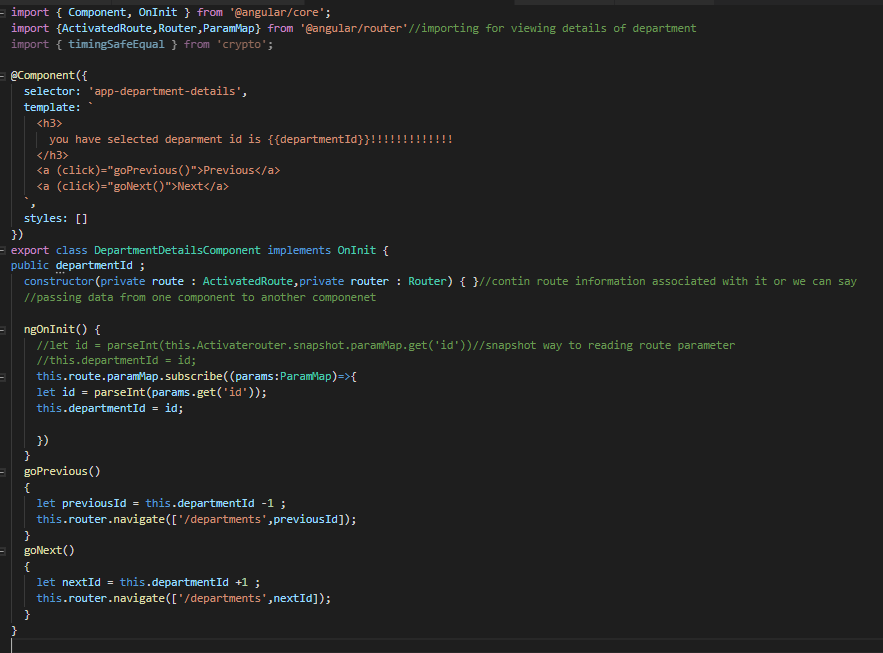 import { Component, OnInit } from '@angular/core';
import {ActivatedRoute,Router,ParamMap} from '@angular/router'//importing for viewing details of department
import { timingSafeEqual } from 'crypto';
@Component({
selector: 'app-department-details',
template: `
<h3>
you have selected deparment id is {{departmentId}}!!!!!!!!!!!!!
</h3>
<a (click)="goPrevious()">Previous</a>
<a (click)="goNext()">Next</a>
`,
styles: []
})
export class DepartmentDetailsComponent implements OnInit {
public departmentId ;
constructor(private route : ActivatedRoute,private router : Router) { }//contin route information associated with it or we can say
//passing data from one component to another componenet
ngOnInit() {
//let id = parseInt(this.Activaterouter.snapshot.paramMap.get('id'))//snapshot way to reading route parameter
//this.departmentId = id;
this.route.paramMap.subscribe((params:ParamMap)=>{
let id = parseInt(params.get('id'));
this.departmentId = id;
})
}
goPrevious()
{
let previousId = this.departmentId -1 ;
this.router.navigate(['/departments',previousId]);
}
goNext()
{
let nextId = this.departmentId +1 ;
this.router.navigate(['/departments',nextId]);
}
}